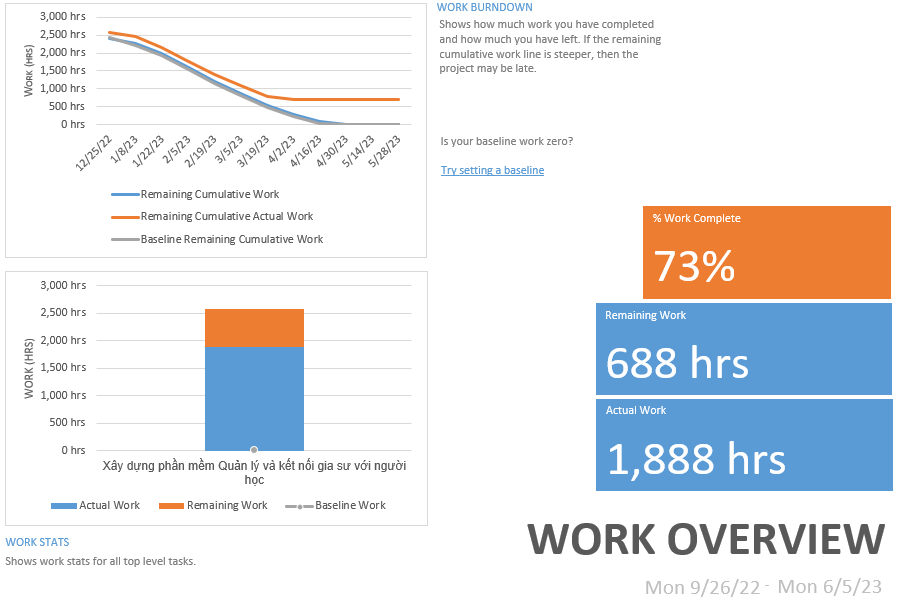 3,000 hrs
2,500 hrs
2,000 hrs
1,500 hrs
1,000 hrs
500 hrs
0 hrs
WORK (HRS)
12/25/22
1/8/23
1/22/23
2/5/23
2/19/23
3/5/23
3/19/23
4/2/23
4/16/23
4/30/23
5/14/23
5/28/23
Remaining Cumulative Work
Remaining Cumulative Actual Work
Baseline Remaining Cumulative Work
WORK BURNDOWN
Shows how much work you have completed
and how much you have left. If the remaining
cumulative work line is steeper, then the
project may be late.
Is your baseline work zero?
Try setting a baseline
% Work Complete
73%
Remaining Work
688 hrs
Actual Work
1,888 hrs
3,000 hrs
2,500 hrs
2,000 hrs
1,500 hrs
1,000 hrs
500 hrs
0 hrs
WORK (HRS)
Xây dựng phần mềm Quản lý và kết nối gia sư với người
học
Actual Work
Remaining Work
Baseline Work
WORK STATS
Shows work stats for all top level tasks.
WORK OVERVIEW
Mon 9/26/22 - Mon 6/5/23